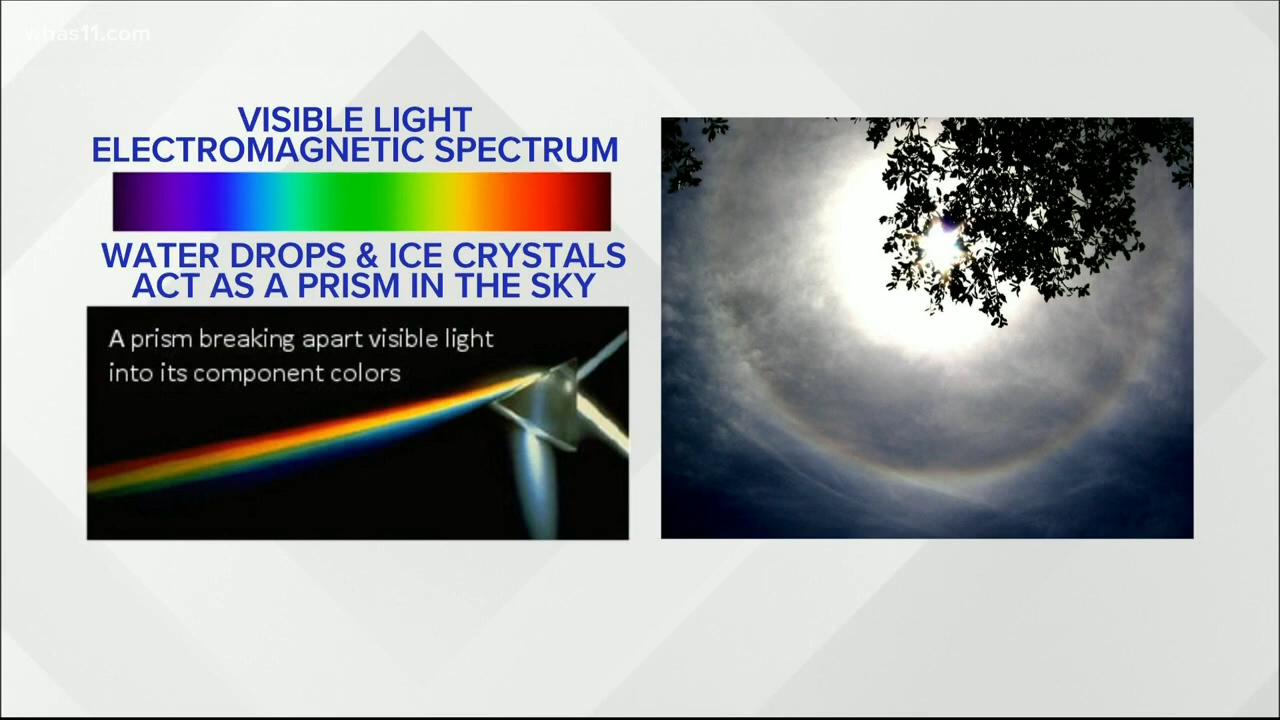 whas11.com
VISIBLE LIGHT
ELECTROMAGNETIC SPECTRUM
WATER DROPS & ICE CRYSTALS
ACT AS A PRISM IN THE SKY
A prism breaking apart visible light
into its component colors